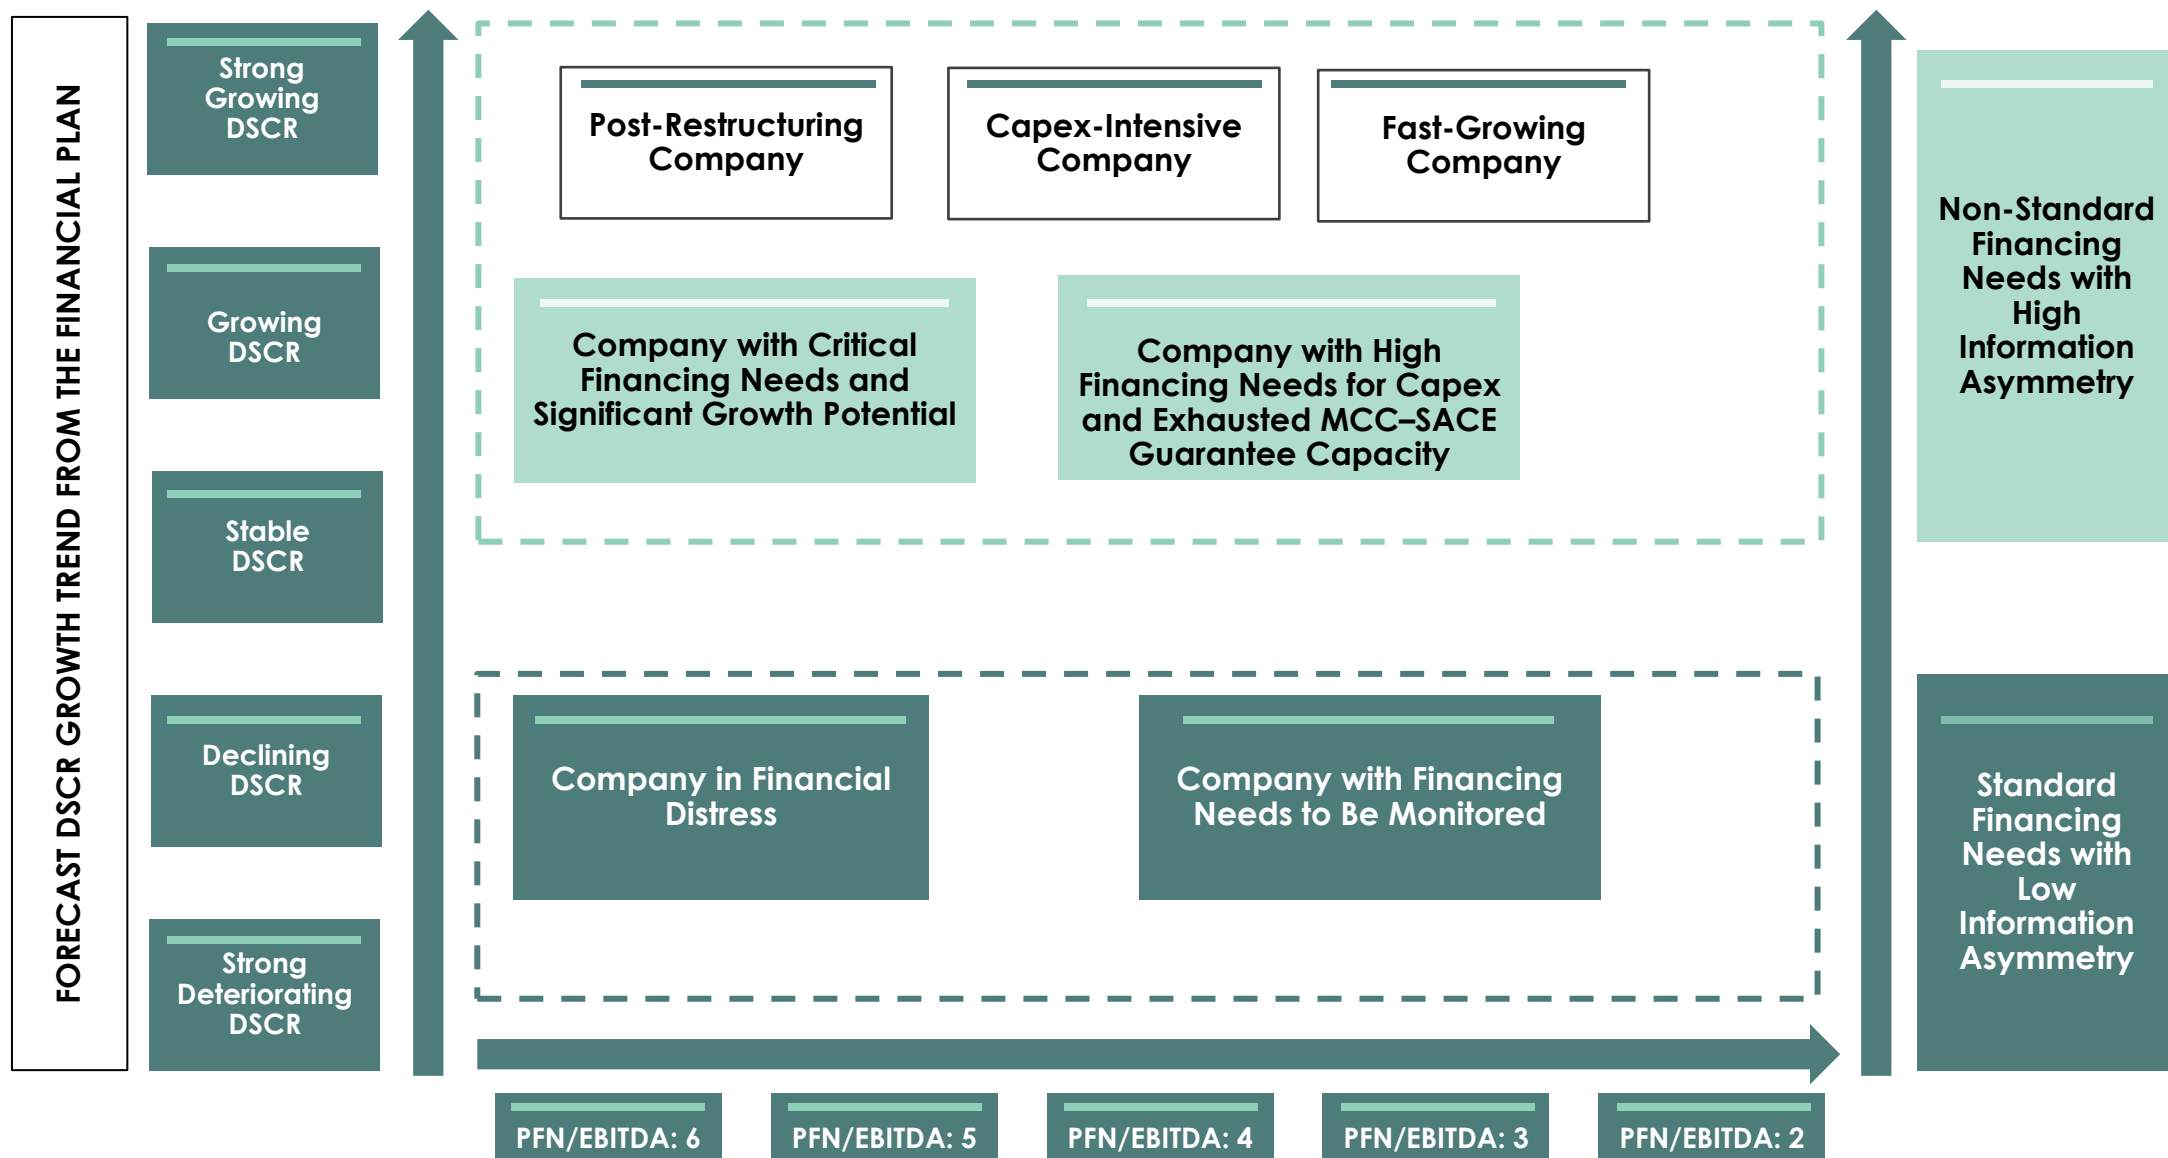 FORECAST DSCR GROWTH TREND FROM THE FINANCIAL PLAN
Strong
Growing
DSCR
Growing
DSCR
Stable
DSCR
Declining
DSCR
Strong
Deteriorating
DSCR
Post-Restructuring
Company
Capex-Intensive
Company
Fast-Growing
Company
Company with Critical
Financing Needs and
Significant Growth Potential
Company with High
Financing Needs for Capex
and Exhausted MCC–SACE
Guarantee Capacity
Company in Financial
Distress
Company with Financing
Needs to Be Monitored
Non-Standard
Financing
Needs with
High
Information
Asymmetry
Standard
Financing
Needs with
Low
Information
Asymmetry
PFN/EBITDA: 6
PFN/EBITDA: 5
PFN/EBITDA: 4
PFN/EBITDA: 3
PFN/EBITDA: 2